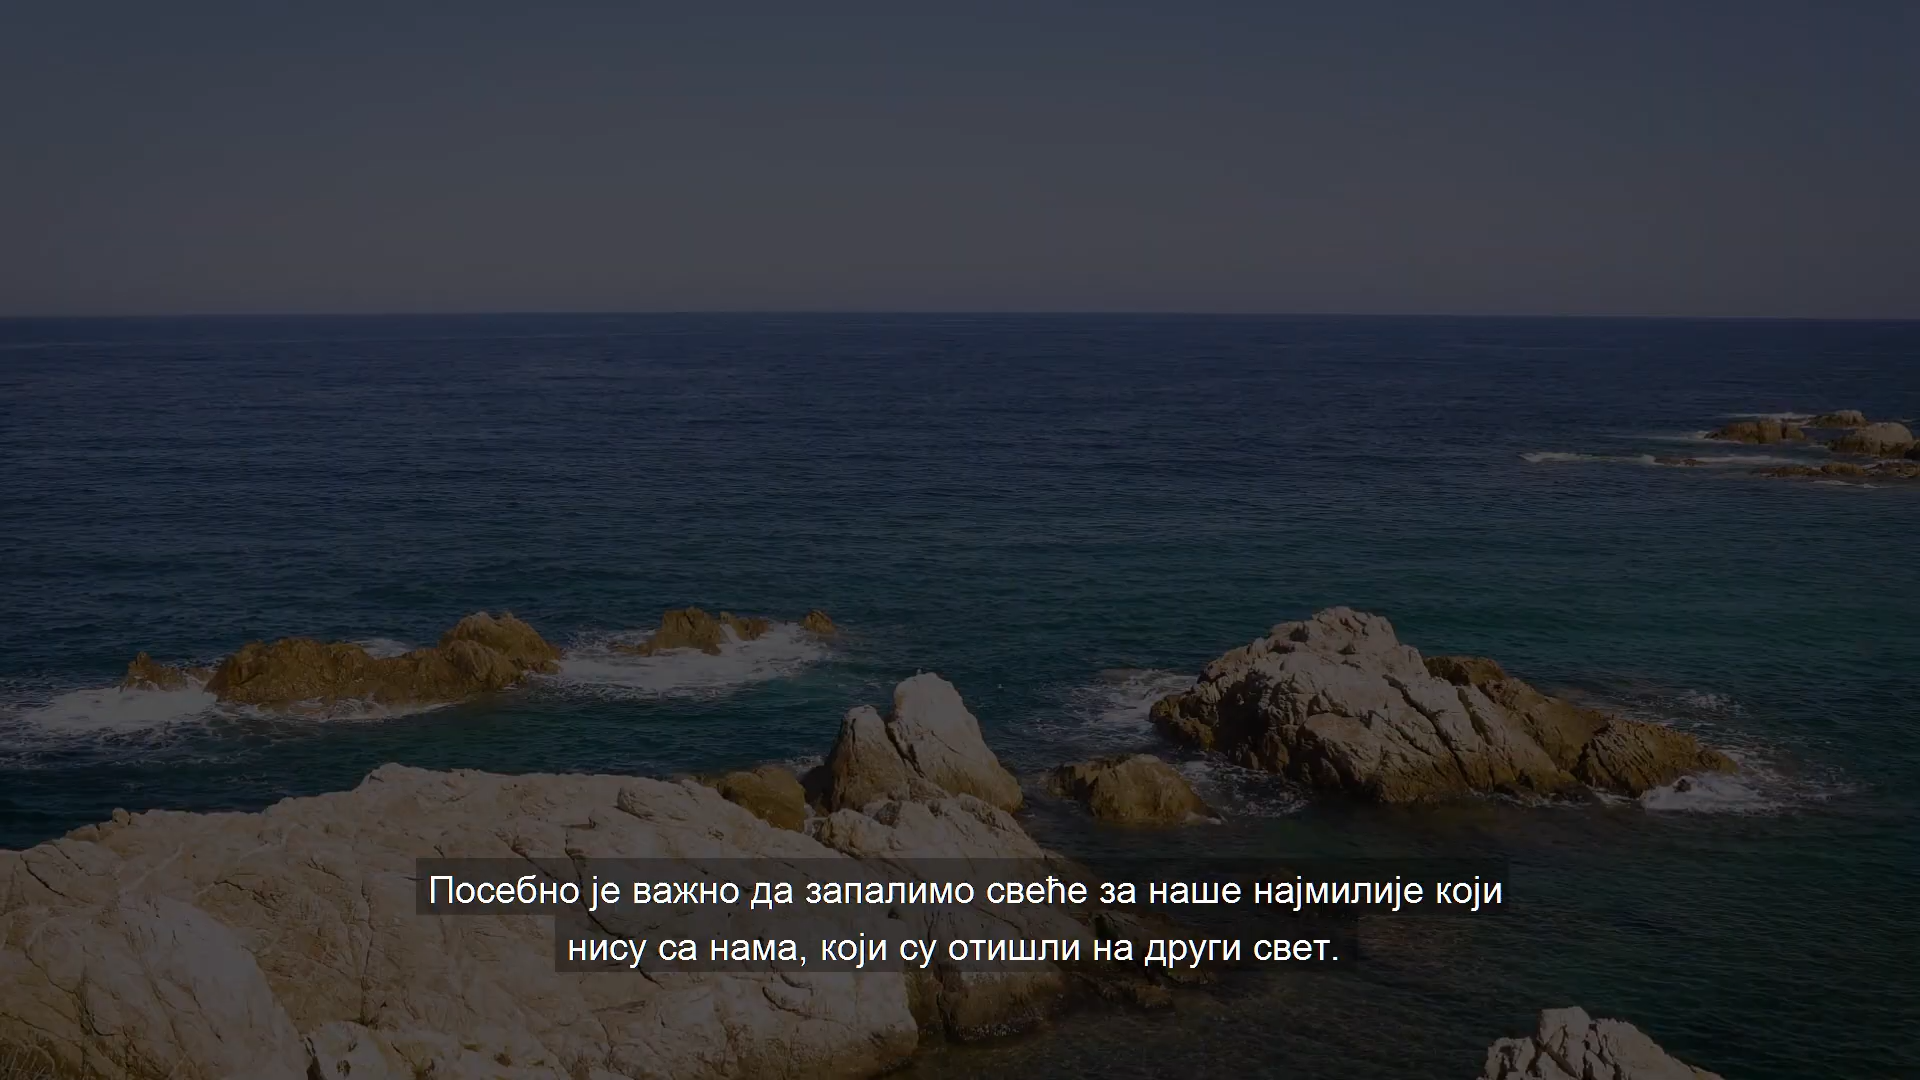 Посебно је важно да запалимо свеће за наше најмилије који
нису са нама, који су отишли на други свет.